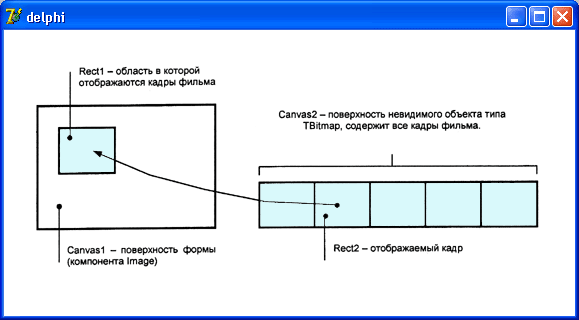 delphi
Rect1 – область в которой
отображаются кадры фильма
Canvas2 – поверхность невидимого объекта типа
TBitmap, содержит все кадры фильма.
Canvas1 – поверхность формы
(компонента Image)
Rect2 – отображаемый кадр